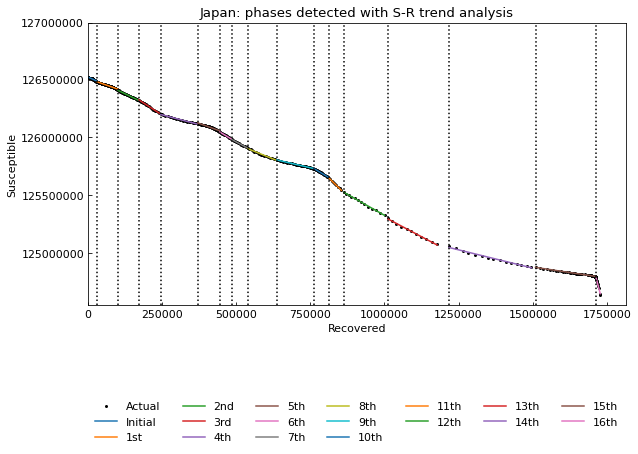 Japan: phases detected with S-R trend analysis
127000000
126500000
126000000
125500000
125000000
Susceptible
0 250000 500000 750000 1000000 1250000 1500000 1750000
Recovered
Actual 2nd 5th 8th 11th 13th 15th
Initial 3rd 6th 9th 12th 14th 16th
1st 4th 7th 10th